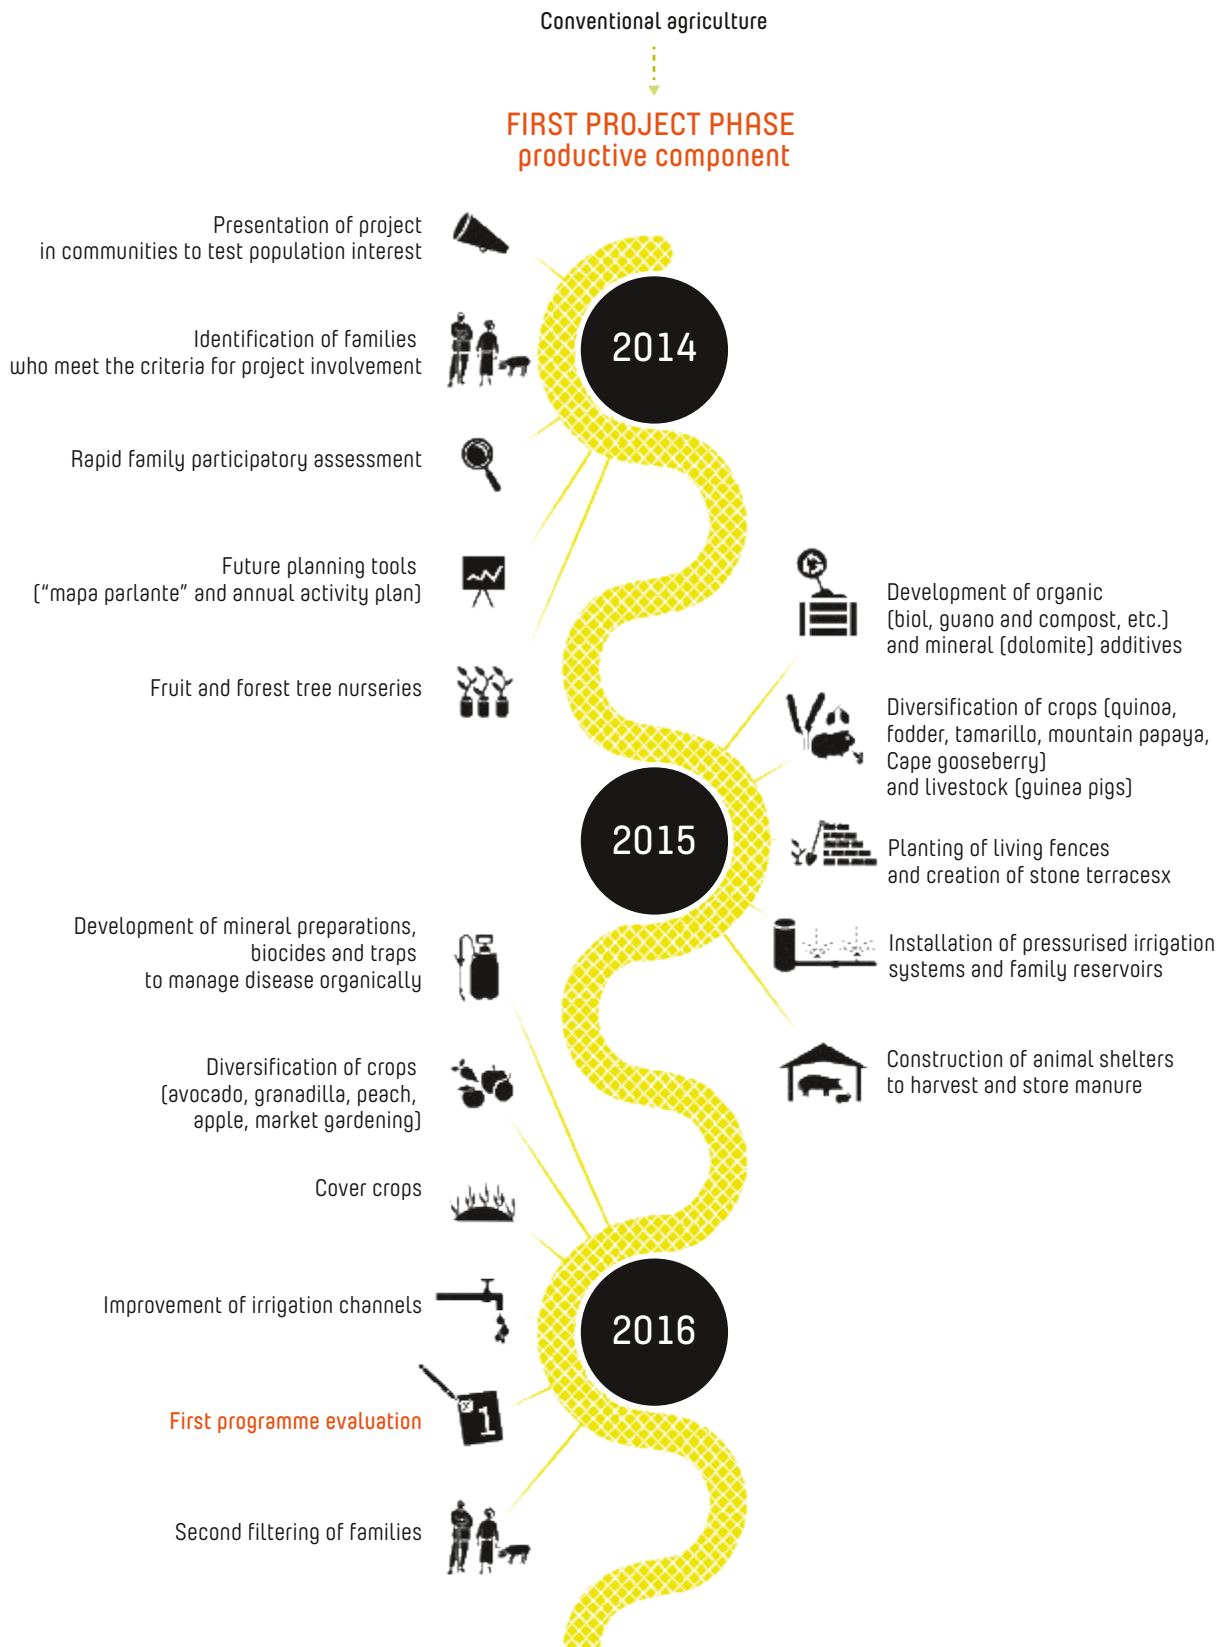 Conventional agriculture
FIRST PROJECT PHASE
productive component
Presentation of project
in communities to test population interest
2014
Identification of families
who meet the criteria for project involvement
Rapid family participatory assessment
Future planning tools
(“mapa parlante” and annual activity plan)
Fruit and forest tree nurseries
Development of organic
(biol, guano and compost, etc.)
and mineral (dolomite) additives
Diversification of crops (quinoa,
fodder, tamarillo, mountain papaya,
Cape gooseberry)
and livestock (guinea pigs)
2015
Planting of living fences
and creation of stone terracesx
Installation of pressurised irrigation
systems and family reservoirs
Construction of animal shelters
to harvest and store manure
Development of mineral preparations,
biocides and traps
to manage disease organically
Diversification of crops
(avocado, granadilla, peach,
apple, market gardening)
Cover crops
Improvement of irrigation channels
2016
First programme evaluation
1
Second filtering of families